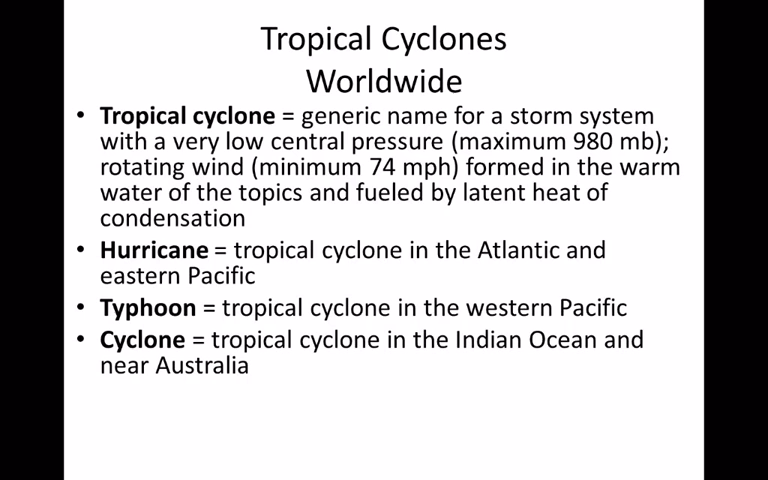 Tropical Cyclones
Worldwide
• Tropical cyclone = generic name for a storm system
with a very low central pressure (maximum 980 mb);
rotating wind (minimum 74 mph) formed in the warm
water of the topics and fueled by latent heat of
condensation
• Hurricane = tropical cyclone in the Atlantic and
eastern Pacific
• Typhoon = tropical cyclone in the western Pacific
• Cyclone = tropical cyclone in the Indian Ocean and
near Australia